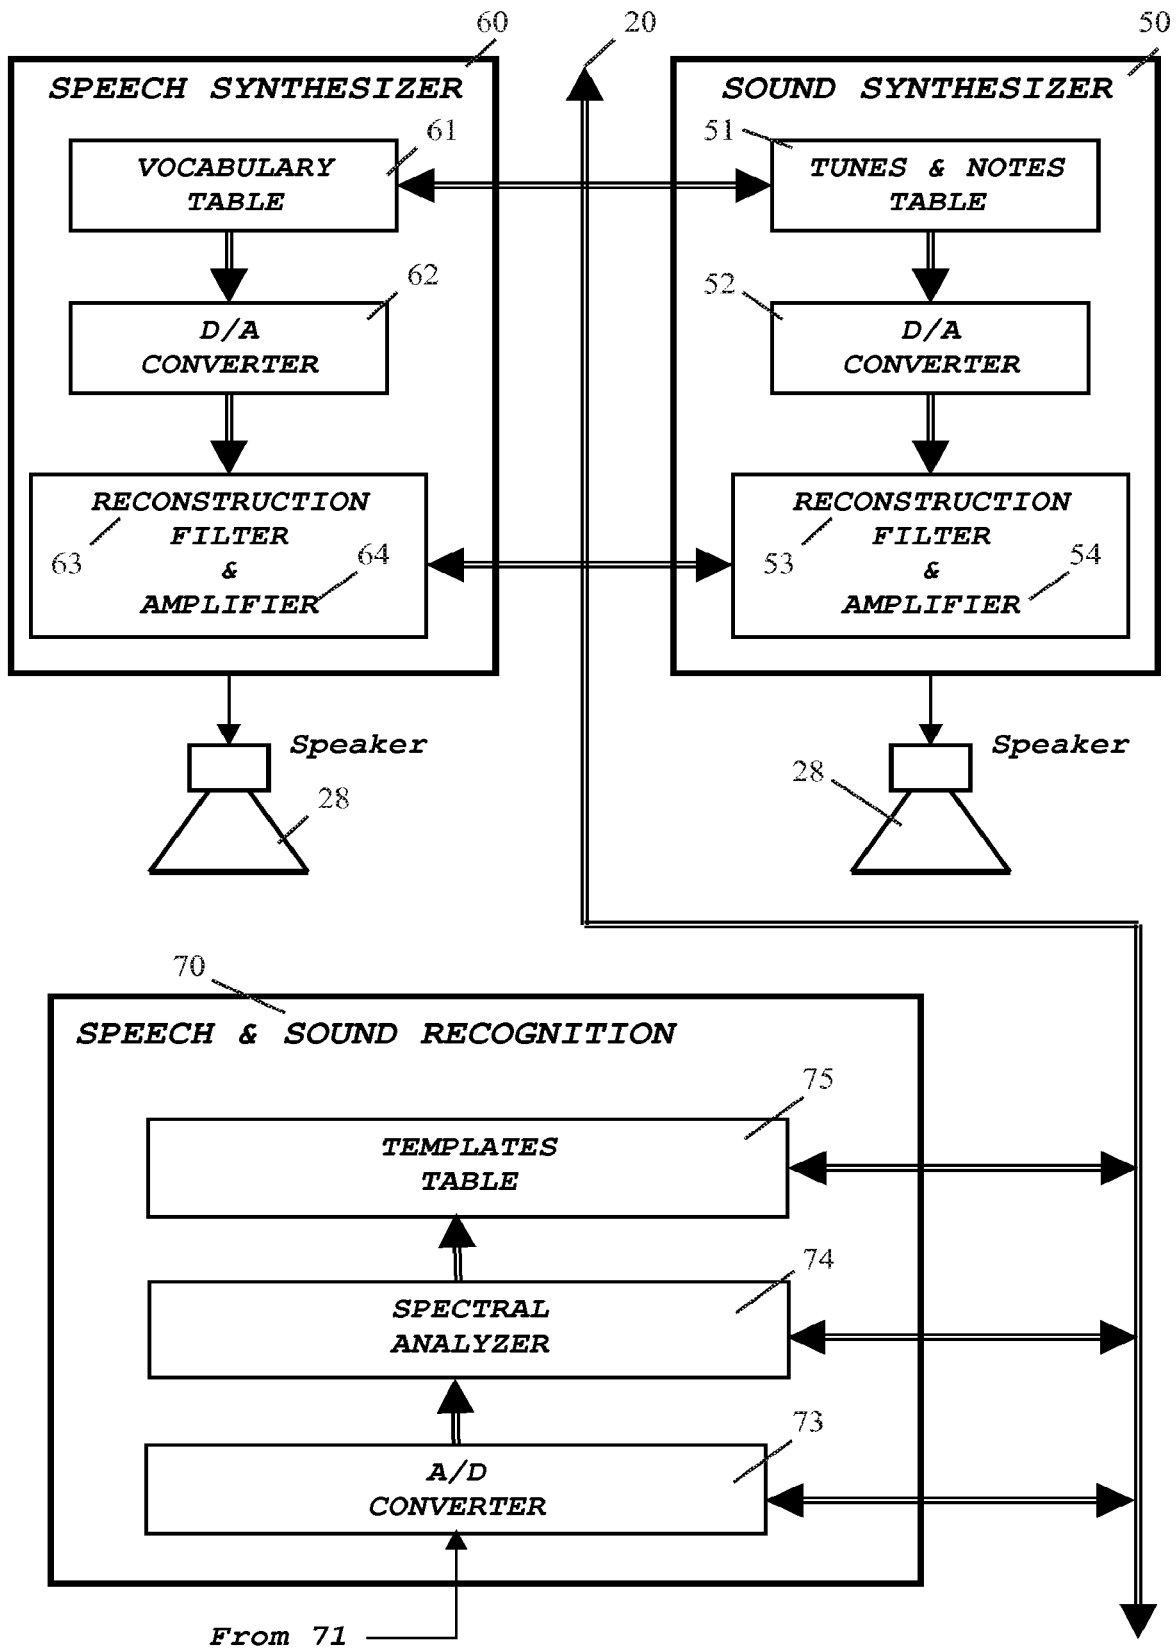 60
20
50
SPEECH SYNTHESIZER
SOUND SYNTHESIZER
61
51
VOCABULARY
TABLE
TUNES & NOTES
TABLE
62
52
D/A
CONVERTER
D/A
CONVERTER
RECONSTRUCTION
FILTER
&
AMPLIFIER
63
64
RECONSTRUCTION
FILTER
&
AMPLIFIER
53
54
Speaker
28
Speaker
28
70
SPEECH & SOUND RECOGNITION
75
TEMPLATES
TABLE
74
SPECTRAL
ANALYZER
73
A/D
CONVERTER
From 71